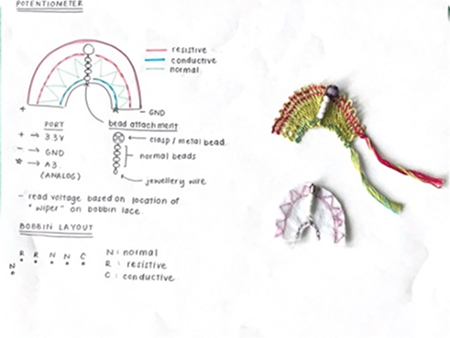 POTENTIOMETER
resistive
conductive
normal
+
- GND
bead attachment
PORT
+ → 3.3V
- → GND
* → A3
(ANALOG)
clasp / metal bead
normal beads
jewellery wire
- read voltage based on location of
"wiper" on bobbin lace.
BOBBIN LAYOUT
N R R N N C
N: normal
R: resistive
C: conductive